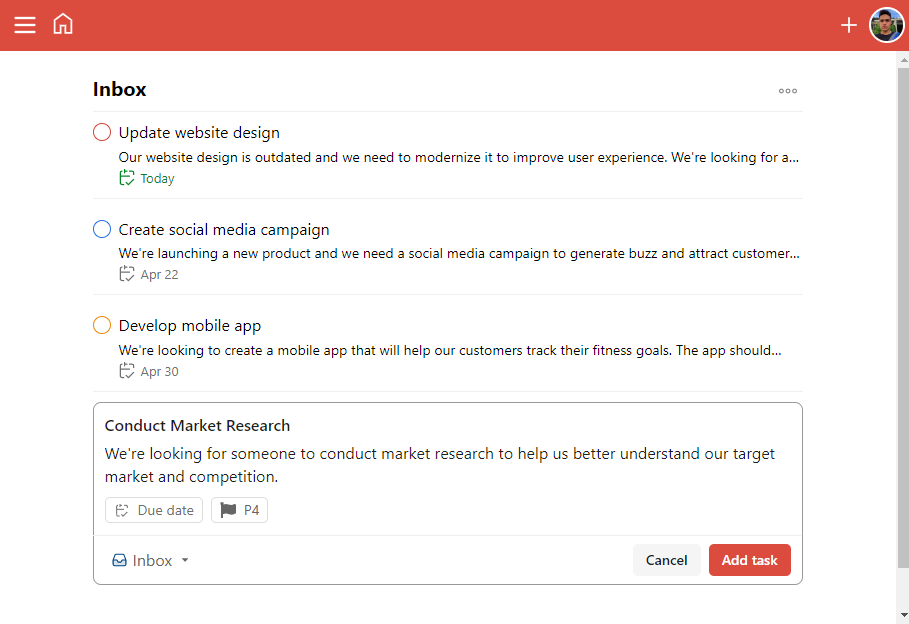 Inbox
Update website design
Our website design is outdated and we need to modernize it to improve user experience. We're looking for a...
Today
Create social media campaign
We're launching a new product and we need a social media campaign to generate buzz and attract customer...
Apr 22
Develop mobile app
We're looking to create a mobile app that will help our customers track their fitness goals. The app should...
Apr 30
Conduct Market Research
We're looking for someone to conduct market research to help us better understand our target
market and competition.
Due date P4
Inbox Cancel Add task